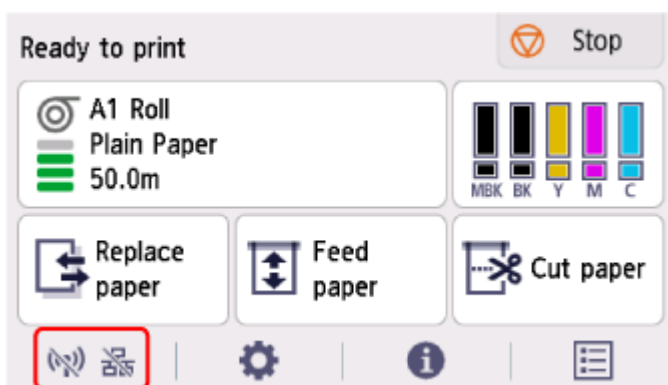 Ready to print
Stop
A1 Roll
Plain Paper
50.0m
MBK BK Y M C
Replace
paper
Feed
paper
Cut paper